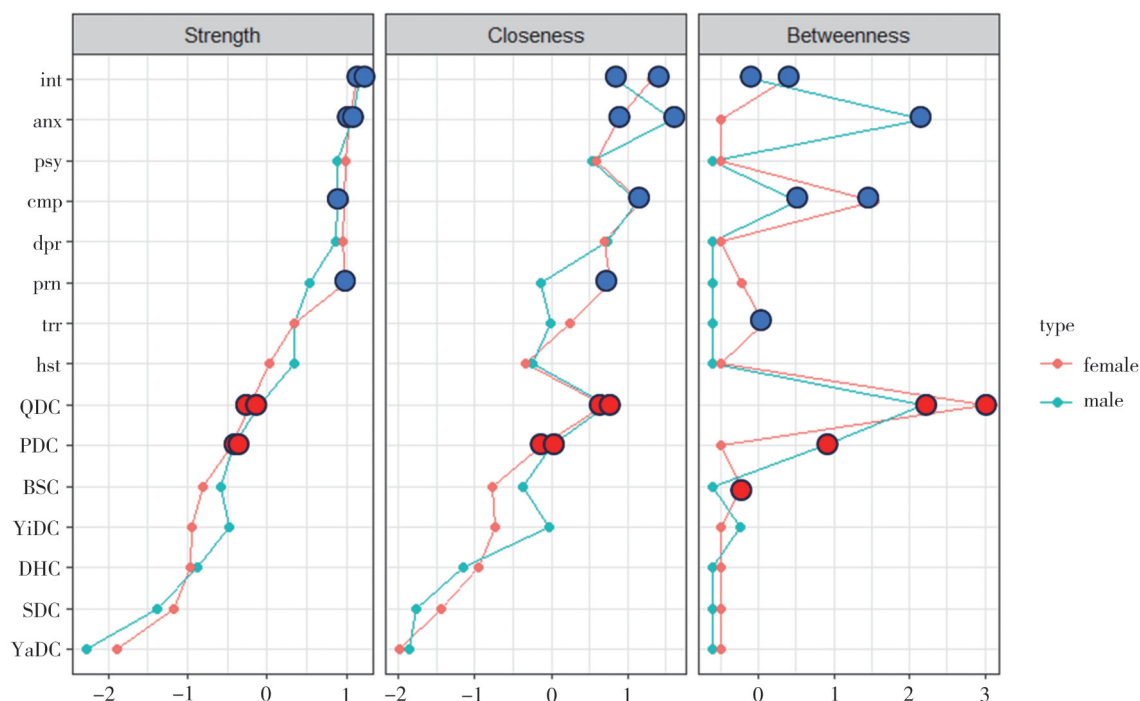 Strength Closeness Betweenness
int
anx
psy
cmp
dpr
prn
trr
hst
QDC
PDC
BSC
YiDC
DHC
SDC
YaDC
−2 −1 0 1 −2 −1 0 1 0 1 2 3
type
female
male